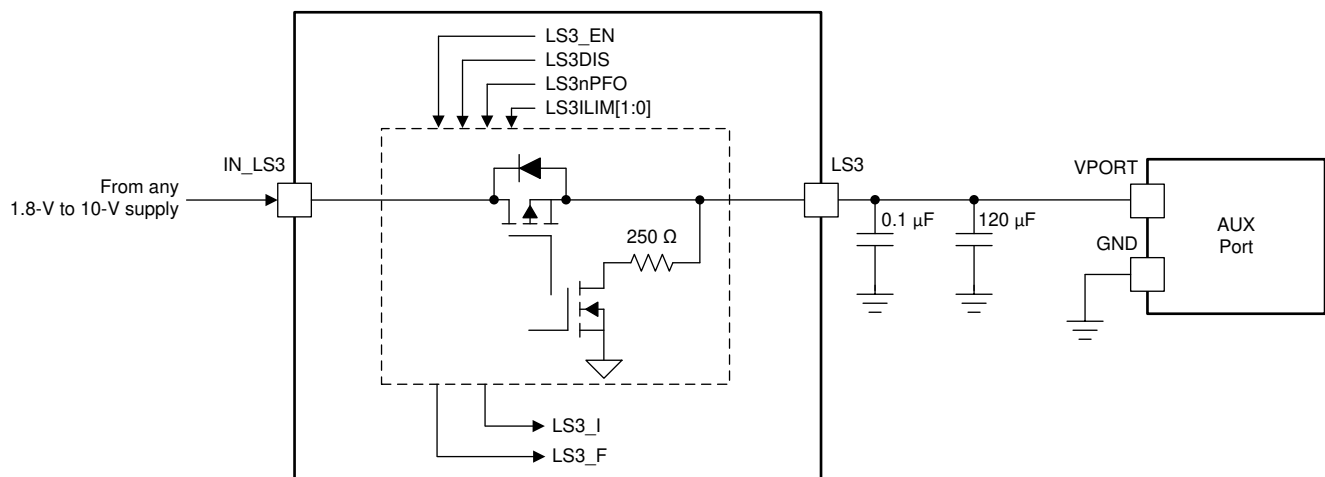 LS3_EN
LS3DIS
LS3nPFO
LS3ILIM[1:0]
IN_LS3
LS3
VPORT
From any
1.8-V to 10-V supply
0.1 µF
120 µF
AUX
Port
250 Ω
GND
LS3_I
LS3_F